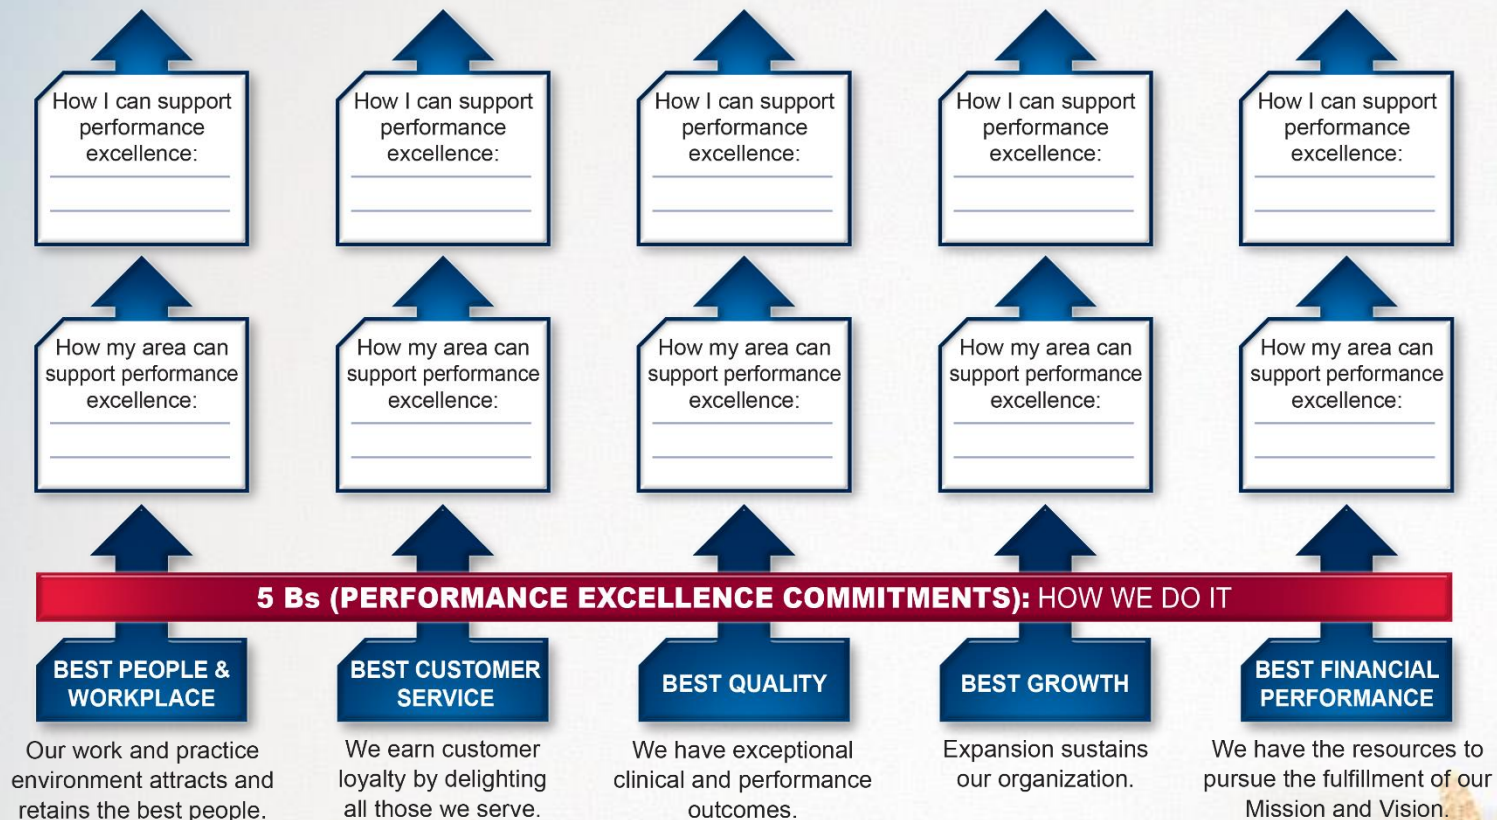 How I can support
performance
excellence:
How I can support
performance
excellence:
How I can support
performance
excellence:
How I can support
performance
excellence:
How I can support
performance
excellence:
How my area can
support performance
excellence:
How my area can
support performance
excellence:
How my area can
support performance
excellence:
How my area can
support performance
excellence:
How my area can
support performance
excellence:
5 Bs (PERFORMANCE EXCELLENCE COMMITMENTS): HOW WE DO IT
BEST PEOPLE &
WORKPLACE
Our work and practice
environment attracts and
retains the best people.
BEST CUSTOMER
SERVICE
We earn customer
loyalty by delighting
all those we serve.
BEST QUALITY
We have exceptional
clinical and performance
outcomes.
BEST GROWTH
Expansion sustains
our organization.
BEST FINANCIAL
PERFORMANCE
We have the resources to
pursue the fulfillment of our
Mission and Vision.